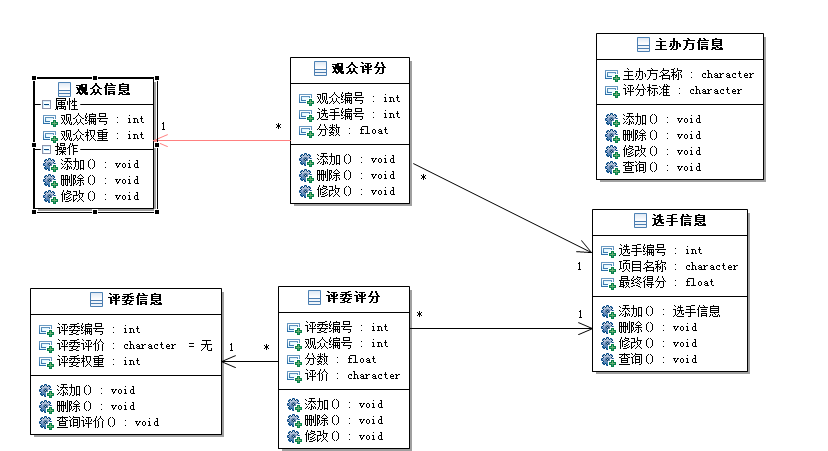 观众信息
属性
观众编号 : int
观众权重 : int
操作
添加() : void
删除() : void
修改() : void
1
*
观众评分
观众编号 : int
选手编号 : int
分数 : float
添加() : void
删除() : void
修改() : void
*
1
主办方信息
主办方名称 : character
评分标准 : character
添加() : void
删除() : void
修改() : void
查询() : void
选手信息
选手编号 : int
项目名称 : character
最终得分 : float
添加() : 选手信息
删除() : void
修改() : void
查询() : void
评委信息
评委编号 : int
评委评价 : character = 无
评委权重 : int
添加() : void
删除() : void
查询评价() : void
1
*
评委评分
评委编号 : int
观众编号 : int
分数 : float
评价 : character
添加() : void
删除() : void
修改() : void
*
1